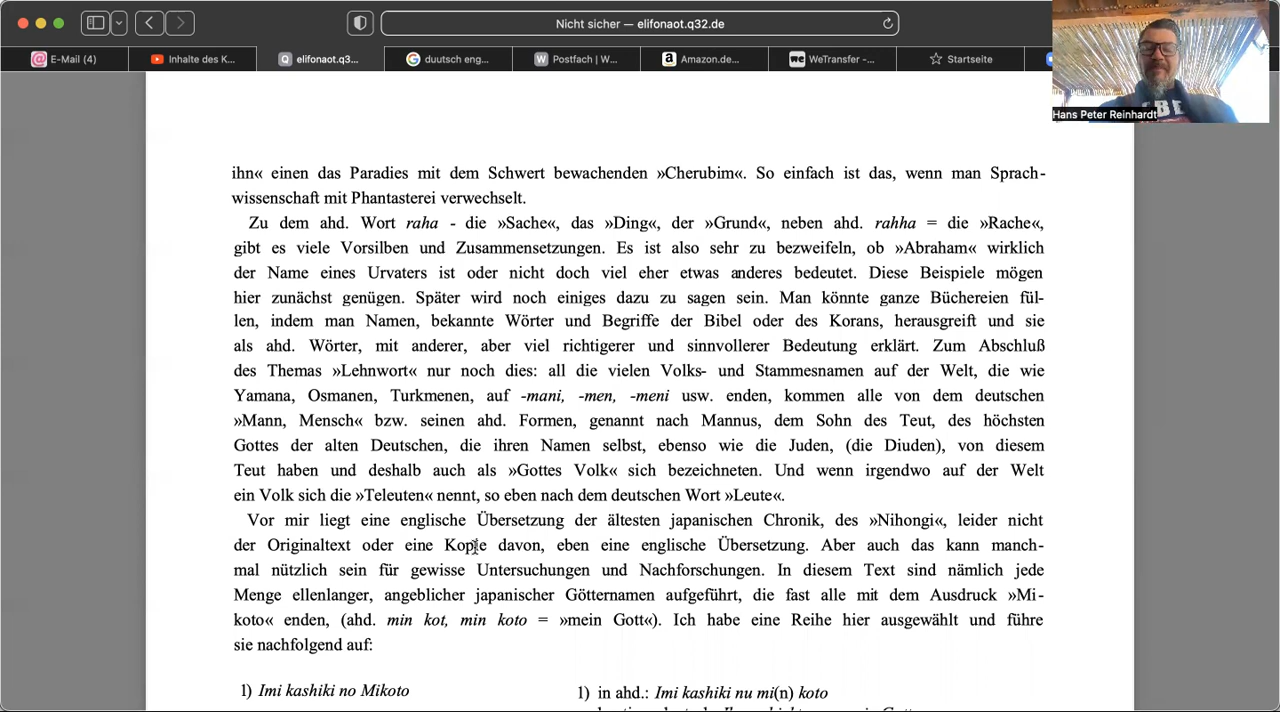 Nicht sicher — elifonaot.q32.de
E-Mail (4)
Inhalte des K...
elifonaot.q3...
duutsch eng...
Postfach | W...
Amazon.de...
WeTransfer -...
Startseite
Hans Peter Reinhardt
ihn« einen das Paradies mit dem Schwert bewachenden »Cherubim«. So einfach ist das, wenn man Sprach-
wissenschaft mit Phantasterei verwechselt.
Zu dem ahd. Wort raha - die »Sache«, das »Ding«, der »Grund«, neben ahd. rahha = die »Rache«,
gibt es viele Vorsilben und Zusammensetzungen. Es ist also sehr zu bezweifeln, ob »Abraham« wirklich
der Name eines Urvaters ist oder nicht doch viel eher etwas anderes bedeutet. Diese Beispiele mögen
hier zunächst genügen. Später wird noch einiges dazu zu sagen sein. Man könnte ganze Büchereien fül-
len, indem man Namen, bekannte Wörter und Begriffe der Bibel oder des Korans, herausgreift und sie
als ahd. Wörter, mit anderer, aber viel richtigerer und sinnvollerer Bedeutung erklärt. Zum Abschluß
des Themas »Lehnwort« nur noch dies: all die vielen Volks- und Stammesnamen auf der Welt, die wie
Yamana, Osmanen, Turkmenen, auf -mani, -men, -meni usw. enden, kommen alle von dem deutschen
»Mann, Mensch« bzw. seinen ahd. Formen, genannt nach Mannus, dem Sohn des Teut, des höchsten
Gottes der alten Deutschen, die ihren Namen selbst, ebenso wie die Juden, (die Diuden), von diesem
Teut haben und deshalb auch als »Gottes Volk« sich bezeichneten. Und wenn irgendwo auf der Welt
ein Volk sich die »Teleuten« nennt, so eben nach dem deutschen Wort »Leute«.
Vor mir liegt eine englische Übersetzung der ältesten japanischen Chronik, des »Nihongi«, leider nicht
der Originaltext oder eine Kopie davon, eben eine englische Übersetzung. Aber auch das kann manch-
mal nützlich sein für gewisse Untersuchungen und Nachforschungen. In diesem Text sind nämlich jede
Menge ellenlanger, angeblicher japanischer Götternamen aufgeführt, die fast alle mit dem Ausdruck »Mi-
koto« enden, (ahd. min kot, min koto = »mein Gott«). Ich habe eine Reihe hier ausgewählt und führe
sie nachfolgend auf:
1) Imi kashiki no Mikoto
1) in ahd.: Imi kashiki nu mi(n) koto